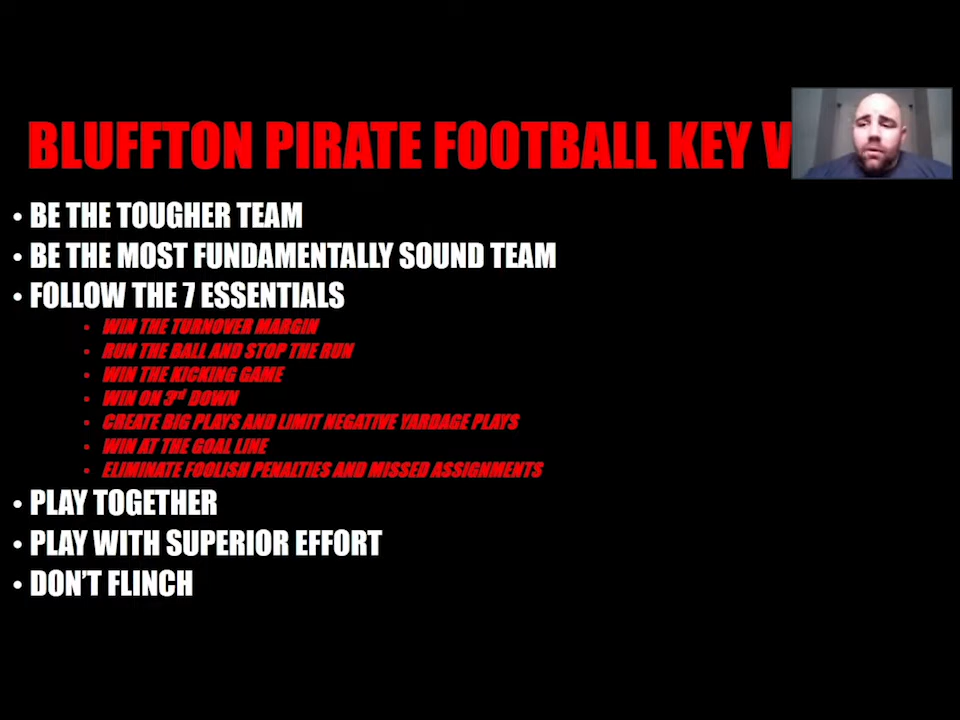 BLUFFTON PIRATE FOOTBALL KEY
• BE THE TOUGHER TEAM
• BE THE MOST FUNDAMENTALLY SOUND TEAM
• FOLLOW THE 7 ESSENTIALS
• WIN THE TURNOVER MARGIN
• RUN THE BALL AND STOP THE RUN
• WIN THE KICKING GAME
• WIN ON 3rd DOWN
• CREATE BIG PLAYS AND LIMIT NEGATIVE YARDAGE PLAYS
• WIN AT THE GOAL LINE
• ELIMINATE FOOLISH PENALTIES AND MISSED ASSIGNMENTS
• PLAY TOGETHER
• PLAY WITH SUPERIOR EFFORT
• DON'T FLINCH